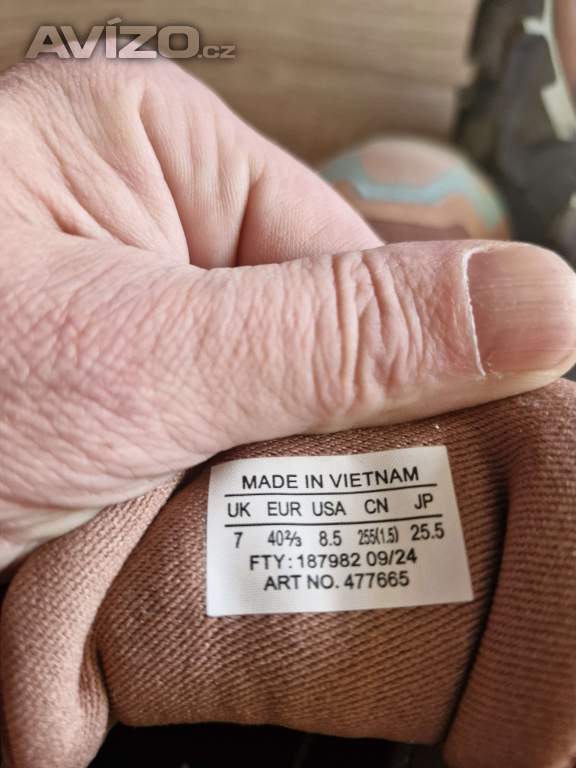 AVÍZO.cz
MADE IN VIETNAM
UK EUR USA CN JP
7 40⅔ 8.5 255(1.5) 25.5
FTY: 187982 09/24
ART NO. 477665